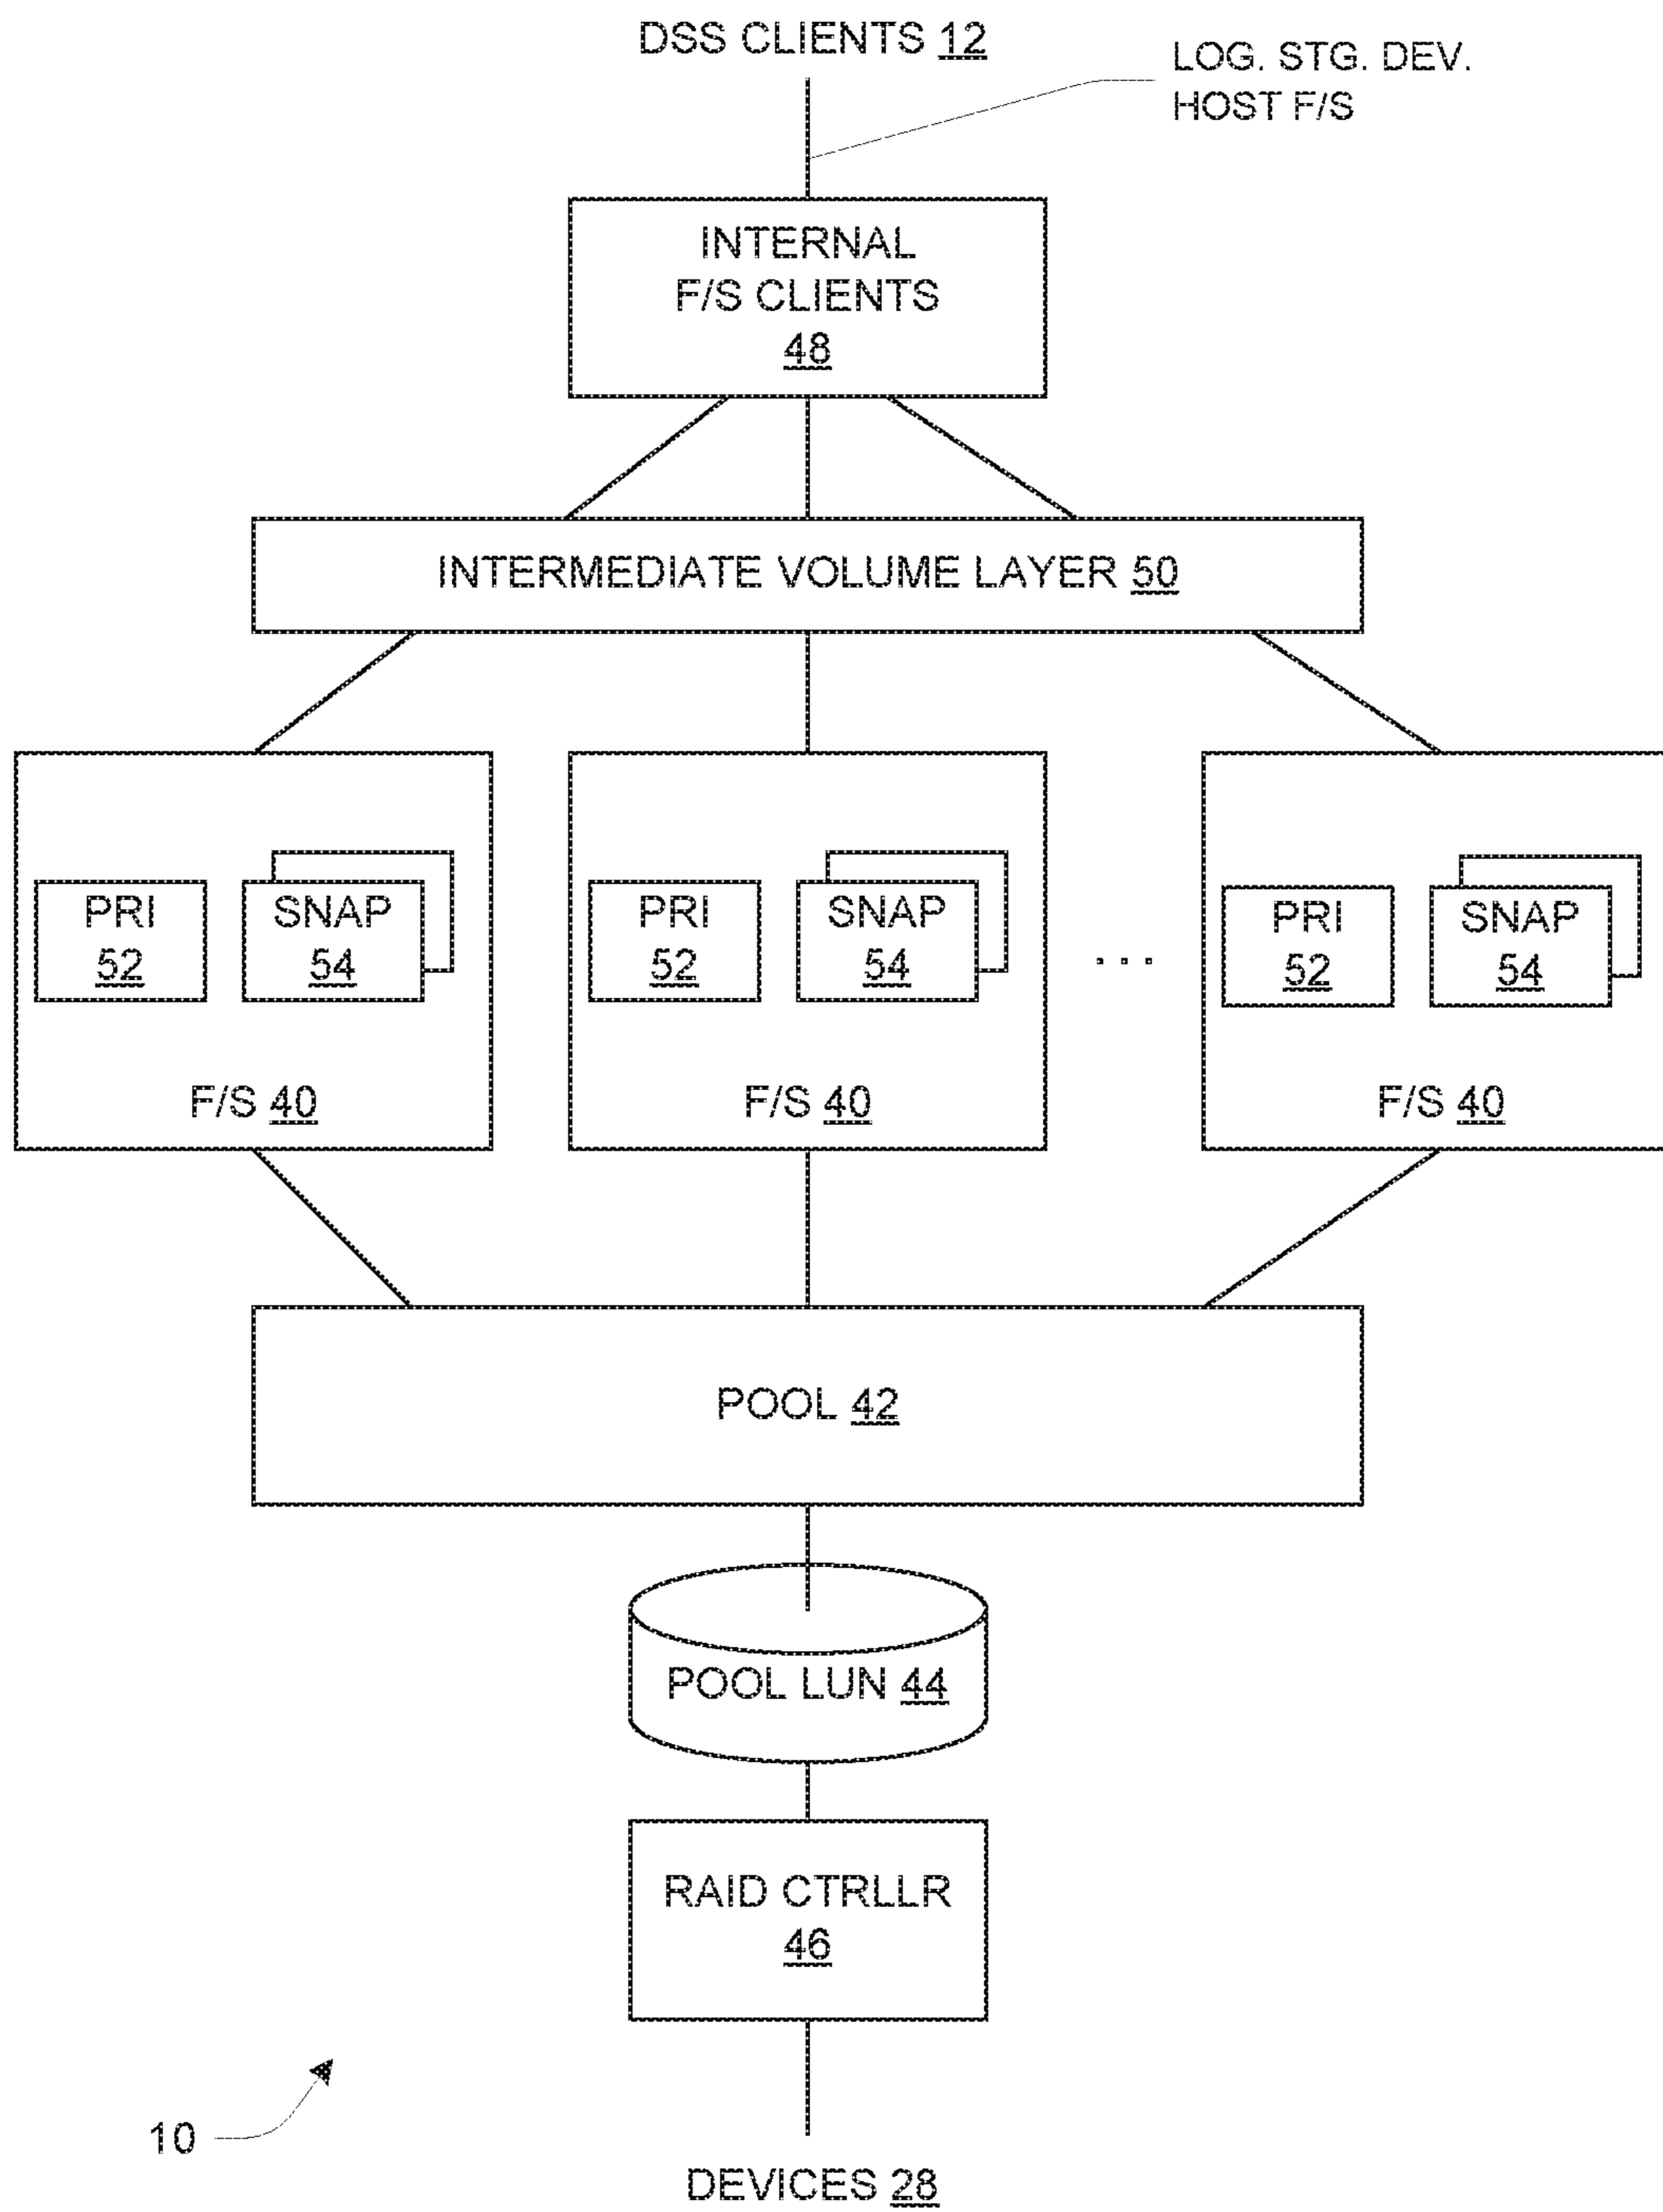 DSS CLIENTS 12
LOG. STG. DEV.
HOST F/S
INTERNAL
F/S CLIENTS
48
INTERMEDIATE VOLUME LAYER 50
PRI
52
SNAP
54
F/S 40
PRI
52
SNAP
54
F/S 40
. . .
PRI
52
SNAP
54
F/S 40
POOL 42
POOL LUN 44
RAID CTRLLR
46
10
DEVICES 28